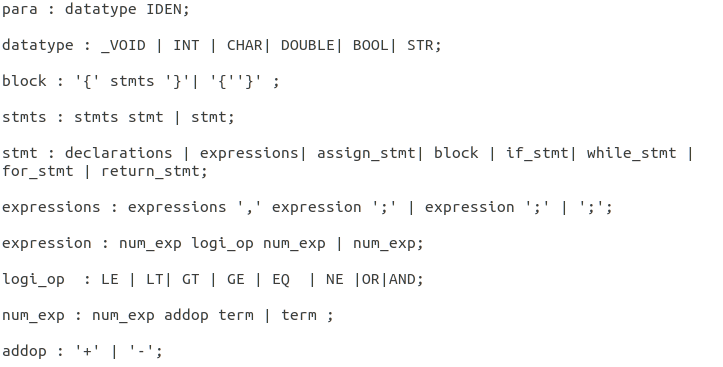 para : datatype IDEN;
datatype : _VOID | INT | CHAR| DOUBLE| BOOL| STR;
block : '{' stmts '}'| '{''}' ;
stmts : stmts stmt | stmt;
stmt : declarations | expressions| assign_stmt| block | if_stmt| while_stmt |
for_stmt | return_stmt;
expressions : expressions ',' expression ';' | expression ';' | ';';
expression : num_exp logi_op num_exp | num_exp;
logi_op  : LE | LT| GT | GE | EQ  | NE |OR|AND;
num_exp : num_exp addop term | term ;
addop : '+' | '-';